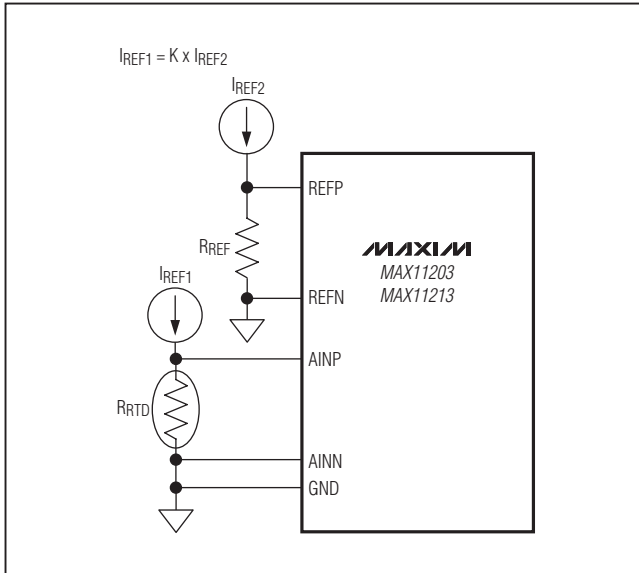 IREF1 = K x IREF2
IREF2
REFP
RREF
MAXIM
MAX11203
MAX11213
IREF1
REFN
AINP
RRTD
AINN
GND